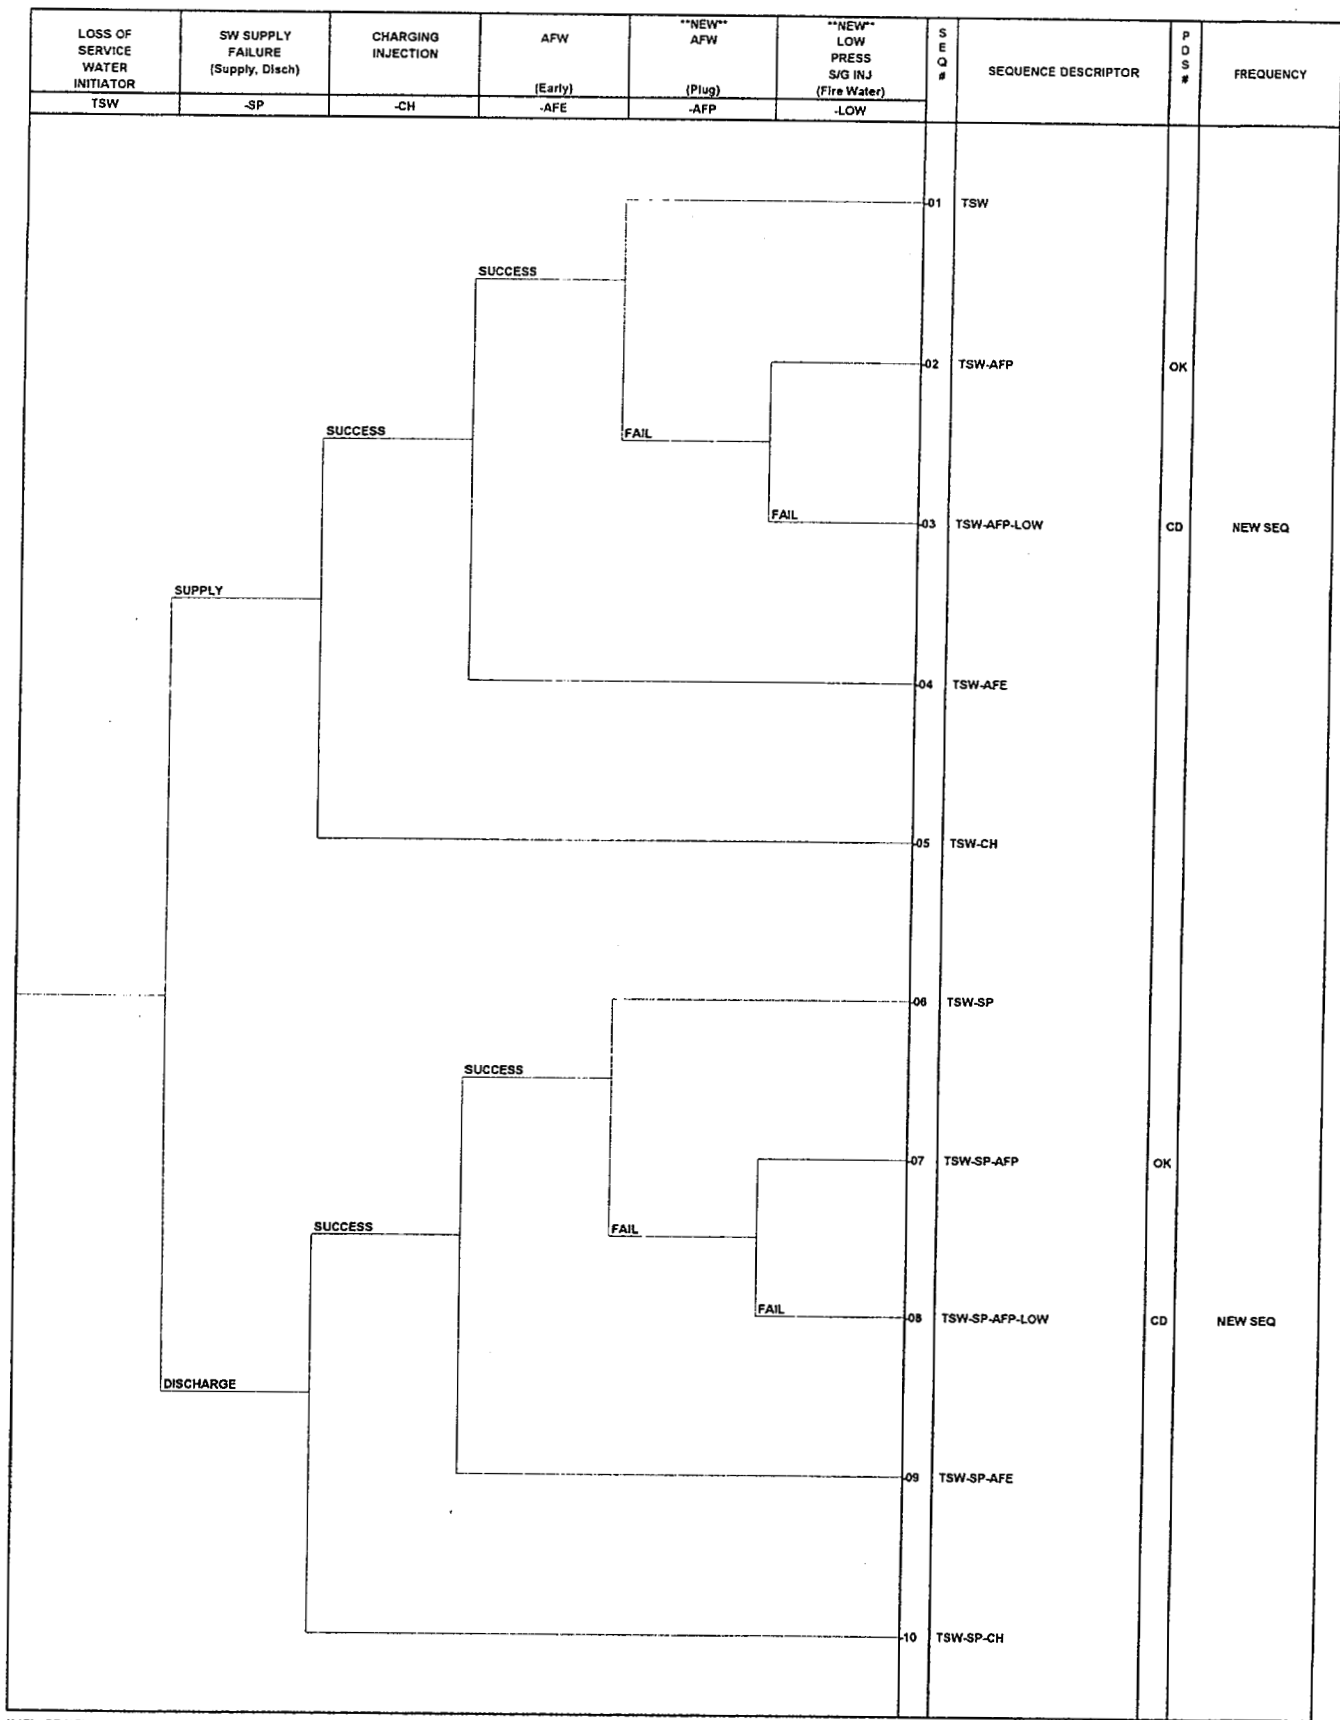 LOSS OF
SERVICE
WATER
INITIATOR
TSW
SW SUPPLY
FAILURE
(Supply, Disch)
-SP
CHARGING
INJECTION
-CH
AFW
(Early)
-AFE
**NEW**
AFW
(Plug)
-AFP
**NEW**
LOW
PRESS
S/G INJ
(Fire Water)
-LOW
S
E
Q
#
SEQUENCE DESCRIPTOR
P
D
S
#
FREQUENCY
-01 TSW
SUCCESS
-02 TSW-AFP OK
SUCCESS
FAIL
FAIL
-03 TSW-AFP-LOW CD NEW SEQ
SUPPLY
-04 TSW-AFE
-05 TSW-CH
-06 TSW-SP
SUCCESS
-07 TSW-SP-AFP OK
SUCCESS
FAIL
FAIL
-08 TSW-SP-AFP-LOW CD NEW SEQ
DISCHARGE
-09 TSW-SP-AFE
-10 TSW-SP-CH